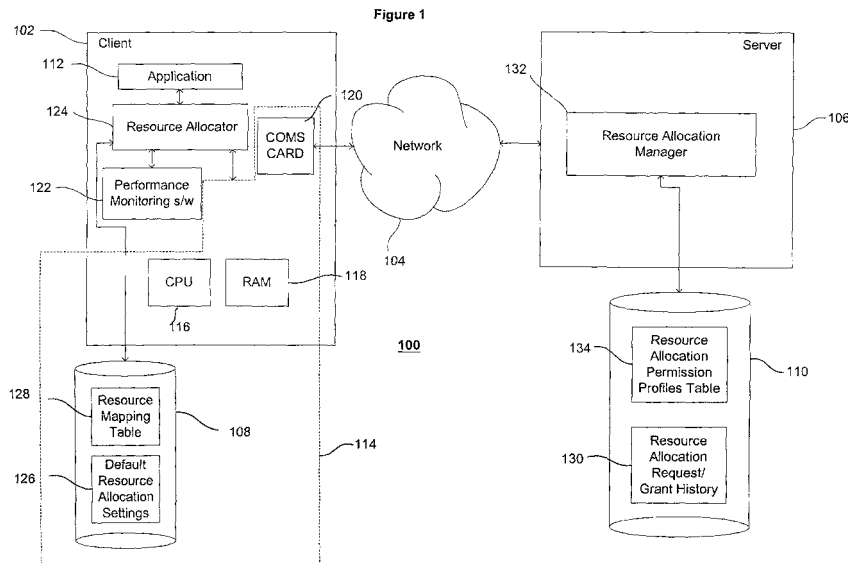 Figure 1
102
Client
112
Application
124
Resource Allocator
120
COMS
CARD
122
Performance
Monitoring s/w
CPU
116
RAM
118
Network
104
Server
132
Resource Allocation
Manager
106
100
128
Resource
Mapping
Table
108
126
Default
Resource
Allocation
Settings
114
134
Resource
Allocation
Permission
Profiles Table
110
130
Resource
Allocation
Request/
Grant History